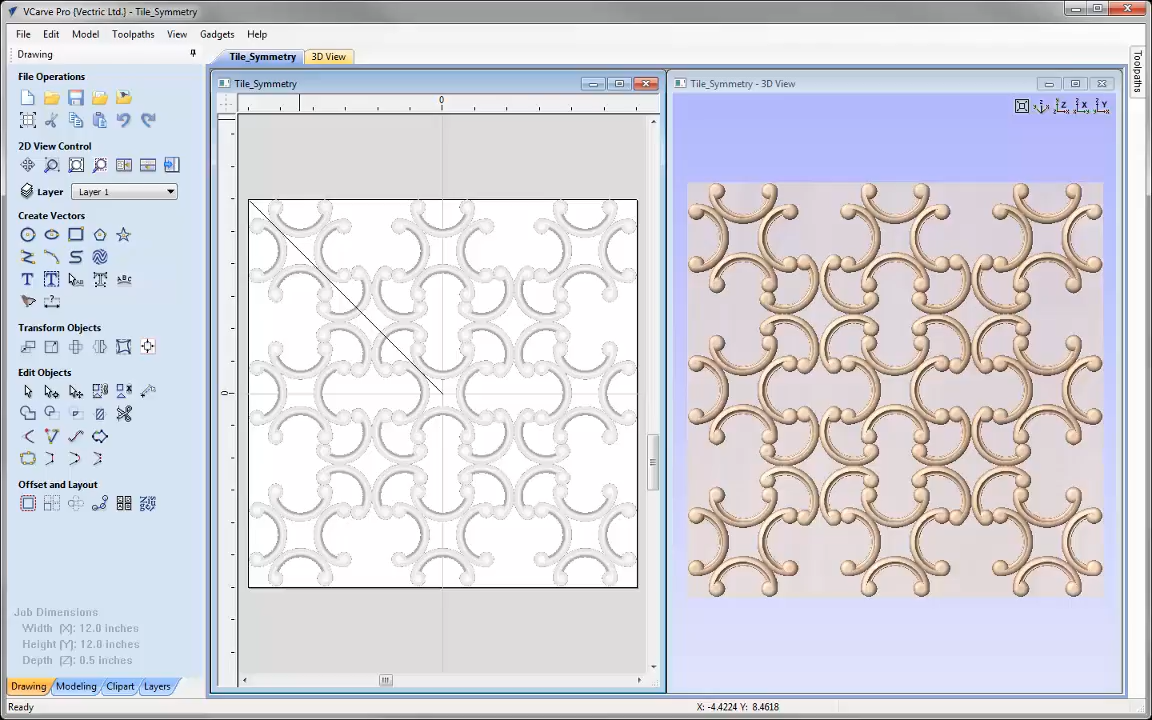 VCarve Pro {Vectric Ltd.} - Tile_Symmetry
File Edit Model Toolpaths View Gadgets Help
Drawing
Tile_Symmetry 3D View
Toolpaths
File Operations
Tile_Symmetry
Tile_Symmetry - 3D View
0
Z X Y
2D View Control
Layer Layer 1
Create Vectors
T T T ABC
Transform Objects
Edit Objects
0
Offset and Layout
Job Dimensions
Width (X): 12.0 inches
Height (Y): 12.0 inches
Depth (Z): 0.5 inches
Drawing Modeling Clipart Layers
Ready
X: -4.4224 Y: 8.4618